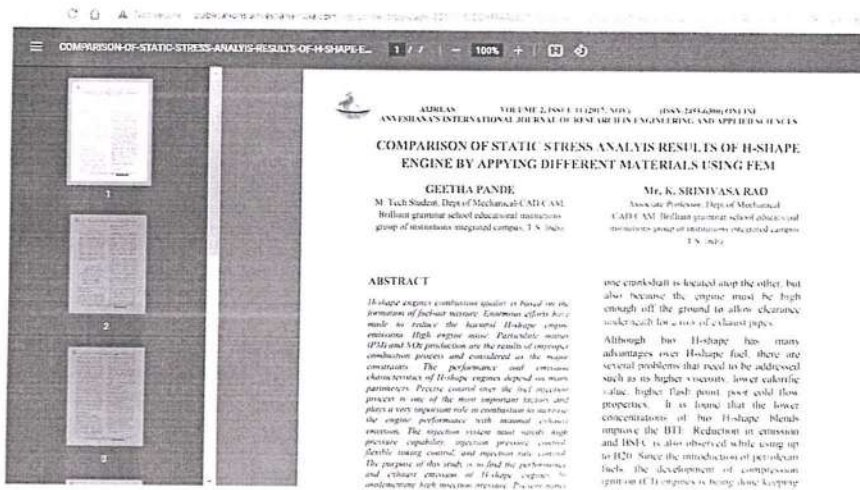 COMPARISON-OF-STATIC-STRESS-ANALYIS-RESULTS-OF-H-SHAPE-E...
1 / 7
100%
1
2
3
AIJREAS VOLUME 2, ISSUE 11 (2017, NOV) (ISSN-2455-6300) ONLINE
ANVESHANA'S INTERNATIONAL JOURNAL OF RESEARCH IN ENGINEERING AND APPLIED SCIENCES
COMPARISON OF STATIC STRESS ANALYIS RESULTS OF H-SHAPE
ENGINE BY APPYING DIFFERENT MATERIALS USING FEM
GEETHA PANDE
M. Tech Student, Dept of Mechanical-CAD/CAM,
Brilliant grammar school educational institutions
group of institutions integrated campus, T.S. India
Mr. K. SRINIVASA RAO
Associate Professor, Dept of Mechanical
CAD/CAM, Brilliant grammar school educational
institutions group of institutions integrated campus
T.S. India
ABSTRACT
H-shape engines combustion quality is based on the
formation of fuel-air mixture. Enormous efforts have
made to reduce the harmful H-shape engine
emissions. High engine noise, Particulate matter
(PM) and NOx production are the results of improper
combustion process and considered as the major
constraints. The performance and emission
characteristics of H-shape engines depend on many
parameters. Precise control over the fuel injection
process is one of the most important factors and
plays a very important role in combustion to increase
the engine performance with minimal exhaust
emission. The injection system must satisfy high
pressure capability, injection pressure control,
flexible timing control, and injection rate control.
The purpose of this study is to find the performance
and exhaust emissions of H-shape engines by
implementing high injection pressure. Present
one crankshaft is located atop the other, but
also because the engine must be high
enough off the ground to allow clearance
underneath for a row of exhaust pipes.
Although bio H-shape has many
advantages over H-shape fuel, there are
several problems that need to be addressed
such as its higher viscosity, lower calorific
value, higher flash point, poor cold flow
properties. It is found that the lower
concentrations of bio H-shape blends
improve the BTE. Reduction in emission
and BSFC is also observed while using up
to B20. Since the introduction of petroleum
fuels, the development of compression
ignition (CI) engines is being done keeping